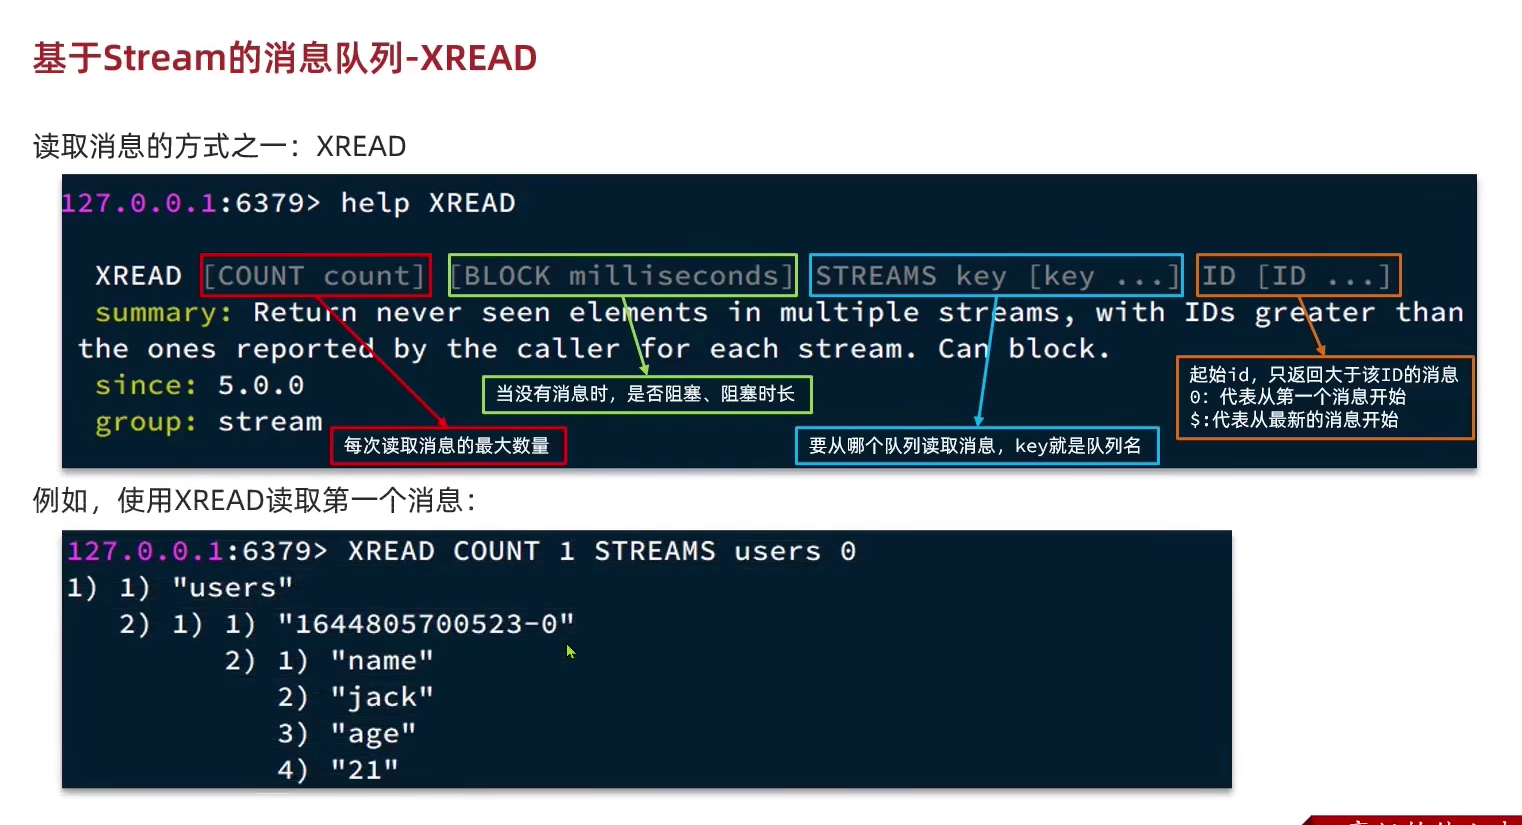 基于Stream的消息队列-XREAD
读取消息的方式之一：XREAD
127.0.0.1:6379> help XREAD
XREAD [COUNT count] [BLOCK milliseconds] STREAMS key [key ...] ID [ID ...]
summary: Return never seen elements in multiple streams, with IDs greater than
the ones reported by the caller for each stream. Can block.
since: 5.0.0
group: stream
当没有消息时，是否阻塞、阻塞时长
每次读取消息的最大数量
要从哪个队列读取消息，key就是队列名
起始id，只返回大于该ID的消息
0：代表从第一个消息开始
$:代表从最新的消息开始
例如，使用XREAD读取第一个消息：
127.0.0.1:6379> XREAD COUNT 1 STREAMS users 0
1) 1) "users"
2) 1) 1) "1644805700523-0"
2) 1) "name"
2) "jack"
3) "age"
4) "21"